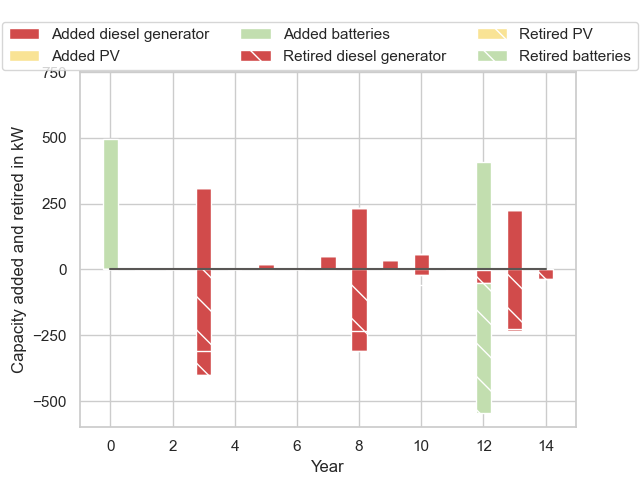 Added diesel generator Added batteries Retired PV
Added PV Retired diesel generator Retired batteries
750
500
250
0
−250
−500
Capacity added and retired in kW
0 2 4 6 8 10 12 14
Year